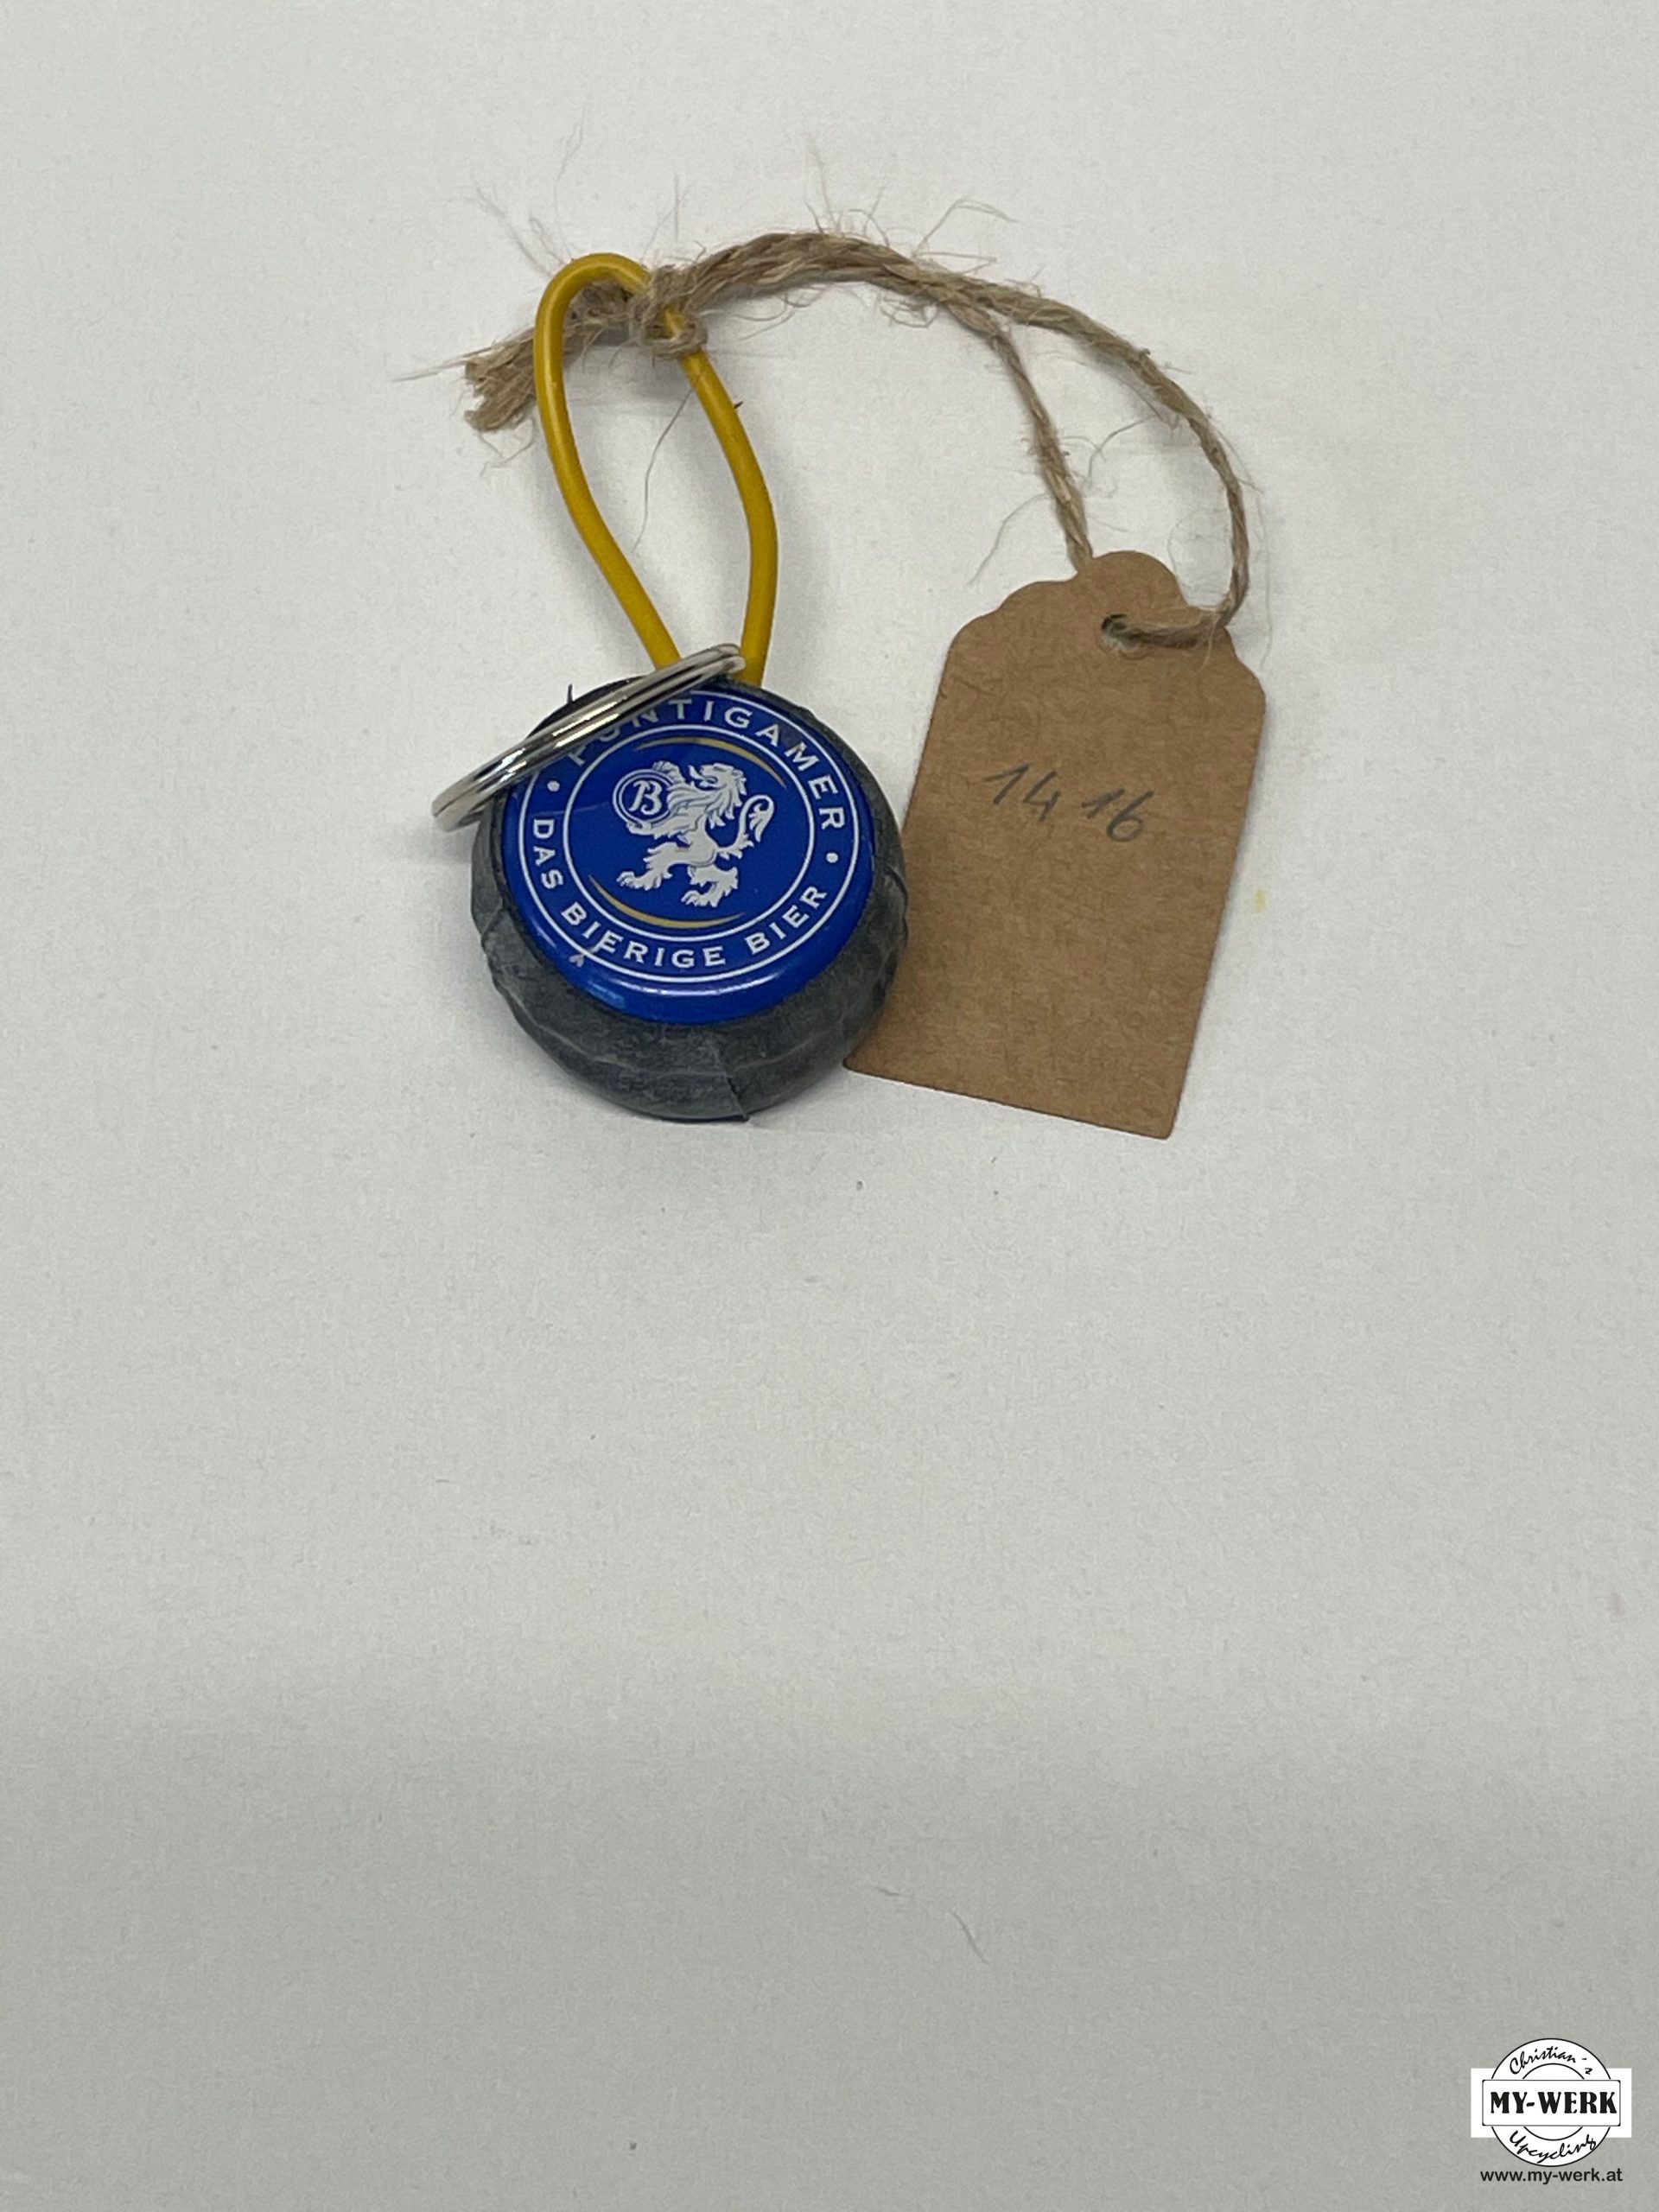 PUNTIGAMER
B
DAS BIERIGE BIER
1416
Christian´s
MY-WERK
Upcycling
www.my-werk.at